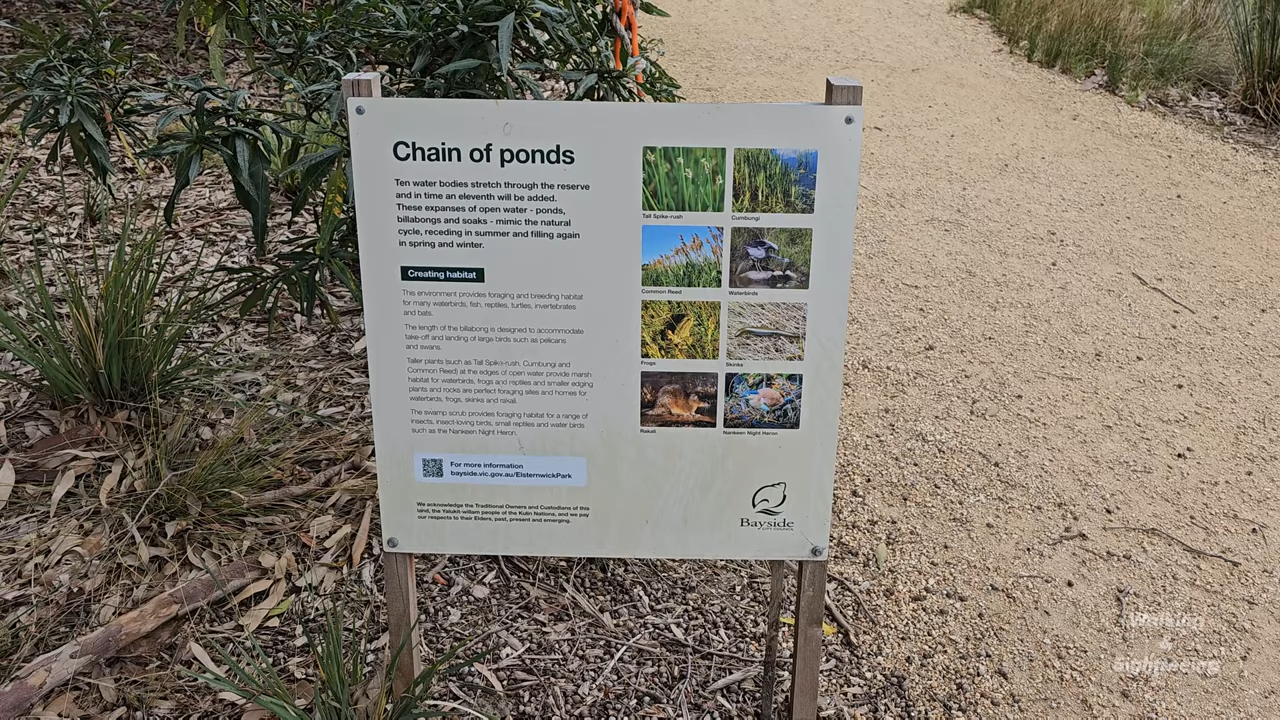 Chain of ponds
Ten water bodies stretch through the reserve
and in time an eleventh will be added.
These expanses of open water - ponds,
billabongs and soaks - mimic the natural
cycle, receding in summer and filling again
in spring and winter.
Creating habitat
This environment provides foraging and breeding habitat
for many waterbirds, fish, reptiles, turtles, invertebrates
and bats.
The length of the billabong is designed to accommodate
take-off and landing of large birds such as pelicans
and swans.
Taller plants (such as Tall Spike-rush, Cumbungi and
Common Reed) at the edges of open water provide marsh
habitat for waterbirds, frogs and reptiles and smaller edging
plants and rocks are perfect foraging sites and homes for
waterbirds, frogs, skinks and rakali.
The swamp scrub provides foraging habitat for a range of
insects, insect-loving birds, small reptiles and water birds
such as the Nankeen Night Heron.
For more information
bayside.vic.gov.au/ElsternwickPark
We acknowledge the Traditional Owners and Custodians of this
land, the Yalukit-willam people of the Kulin Nations, and we pay
our respects to their Elders, past, present and emerging.
Tall Spike-rush
Cumbungi
Common Reed
Waterbirds
Frogs
Skinks
Rakali
Nankeen Night Heron
Bayside
CITY COUNCIL
Walking
&
Sightseeing